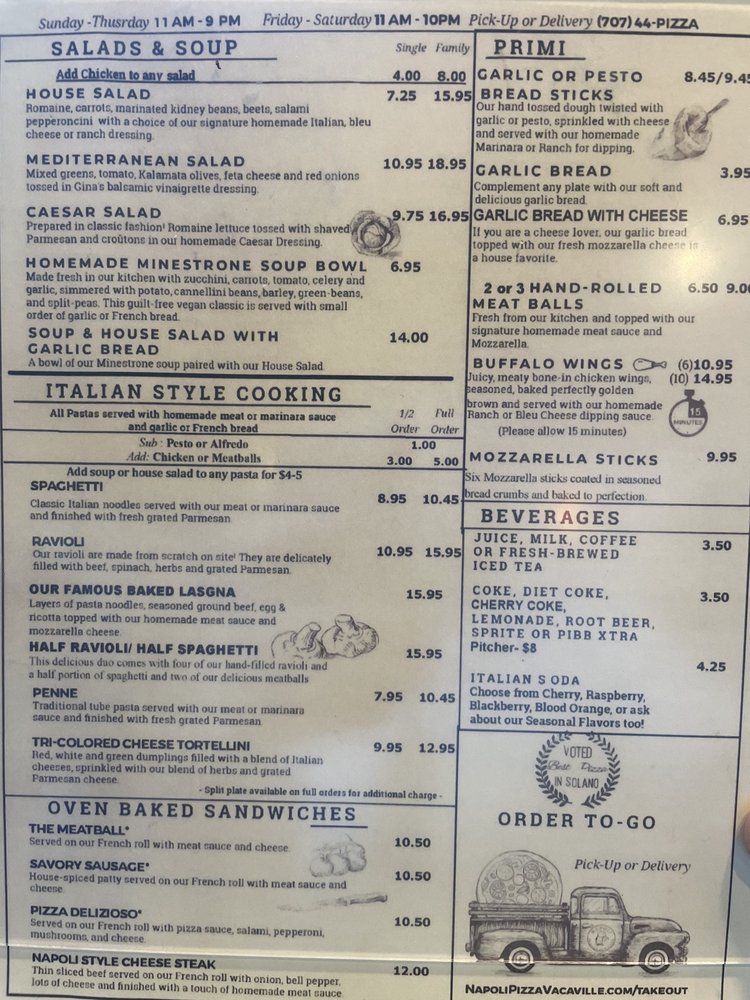 Sunday -Thusrday 11 AM - 9 PM Friday - Saturday 11 AM - 10PM Pick-Up or Delivery (707) 44-PIZZA
SALADS & SOUP Single Family
Add Chicken to any salad 4.00 8.00
HOUSE SALAD 7.25 15.95
Romaine, carrots, marinated kidney beans, beets, salami
pepperoncini with a choice of our signature homemade Italian, bleu
cheese or ranch dressing.
MEDITERRANEAN SALAD 10.95 18.95
Mixed greens, tomato, Kalamata olives, feta cheese and red onions
tossed in Gina's balsamic vinaigrette dressing.
CAESAR SALAD 9.75 16.95
Prepared in classic fashion! Romaine lettuce tossed with shaved
Parmesan and croûtons in our homemade Caesar Dressing.
HOMEMADE MINESTRONE SOUP BOWL 6.95
Made fresh in our kitchen with zucchini, carrots, tomato, celery and
garlic, simmered with potato, cannellini beans, barley, green-beans,
and split-peas. This guilt-free vegan classic is served with small
order of garlic or French bread.
SOUP & HOUSE SALAD WITH 14.00
GARLIC BREAD
A bowl of our Minestrone soup paired with our House Salad
ITALIAN STYLE COOKING
All Pastas served with homemade meat or marinara sauce 1/2 Full
and garlic or French bread Order Order
Sub : Pesto or Alfredo 1.00
Add: Chicken or Meatballs 3.00 5.00
Add soup or house salad to any pasta for $4-5
SPAGHETTI 8.95 10.45
Classic Italian noodles served with our meat or marinara sauce
and finished with fresh grated Parmesan
RAVIOLI 10.95 15.95
Our ravioli are made from scratch on site! They are delicately
filled with beef, spinach, herbs and grated Parmesan.
OUR FAMOUS BAKED LASGNA 15.95
Layers of pasta noodles, seasoned ground beef, egg &
ricotta topped with our homemade meat sauce and
mozzarella cheese
HALF RAVIOLI/ HALF SPAGHETTI 15.95
This delicious duo comes with four of our hand-filled ravioli and
a half portion of spaghetti and two of our delicious meatballs
PENNE 7.95 10.45
Traditional tube pasta served with our meat or marinara
sauce and finished with fresh grated Parmesan
TRI-COLORED CHEESE TORTELLINI 9.95 12.95
Red, white and green dumplings filled with a blend of Italian
cheeses, sprinkled with our blend of herbs and grated
Parmesan cheese.
- Split plate available on full orders for additional charge -
OVEN BAKED SANDWICHES
THE MEATBALL* 10.50
Served on our French roll with meat sauce and cheese.
SAVORY SAUSAGE* 10.50
House-spiced patty served on our French roll with meat sauce and
cheese.
PIZZA DELIZIOSO* 10.50
Served on our French roll with pizza sauce, salami, pepperoni,
mushrooms, and cheese.
NAPOLI STYLE CHEESE STEAK 12.00
Thin sliced beef served on our French roll with onion, bell pepper,
lots of cheese and finished with a touch of homemade meat sauce
PRIMI
GARLIC OR PESTO 8.45/9.45
BREAD STICKS
Our hand tossed dough twisted with
garlic or pesto, sprinkled with cheese
and served with our homemade
Marinara or Ranch for dipping.
GARLIC BREAD 3.95
Complement any plate with our soft and
delicious garlic bread.
GARLIC BREAD WITH CHEESE 6.95
If you are a cheese lover, our garlic bread
topped with our fresh mozzarella cheese is
a house favorite.
2 or 3 HAND-ROLLED 6.50 9.00
MEAT BALLS
Fresh from our kitchen and topped with our
signature homemade meat sauce and
Mozzarella.
BUFFALO WINGS (6)10.95
Juicy, meaty bone-in chicken wings, (10) 14.95
seasoned, baked perfectly golden
brown and served with our homemade
Ranch or Bleu Cheese dipping sauce.
(Please allow 15 minutes)
15
MINUTES
MOZZARELLA STICKS 9.95
Six Mozzarella sticks coated in seasoned
bread crumbs and baked to perfection.
BEVERAGES
JUICE, MILK, COFFEE 3.50
OR FRESH-BREWED
ICED TEA
COKE, DIET COKE, 3.50
CHERRY COKE,
LEMONADE, ROOT BEER,
SPRITE OR PIBB XTRA
Pitcher- $8
ITALIAN SODA 4.25
Choose from Cherry, Raspberry,
Blackberry, Blood Orange, or ask
about our Seasonal Flavors too!
VOTED
Best Pizza
IN SOLANO
ORDER TO-GO
Pick-Up or Delivery
NAPOLIPIZZAVACAVILLE.COM/TAKEOUT